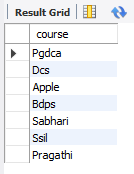 Result Grid
course
Pgdca
Dcs
Apple
Bdps
Sabhari
Ssil
Pragathi